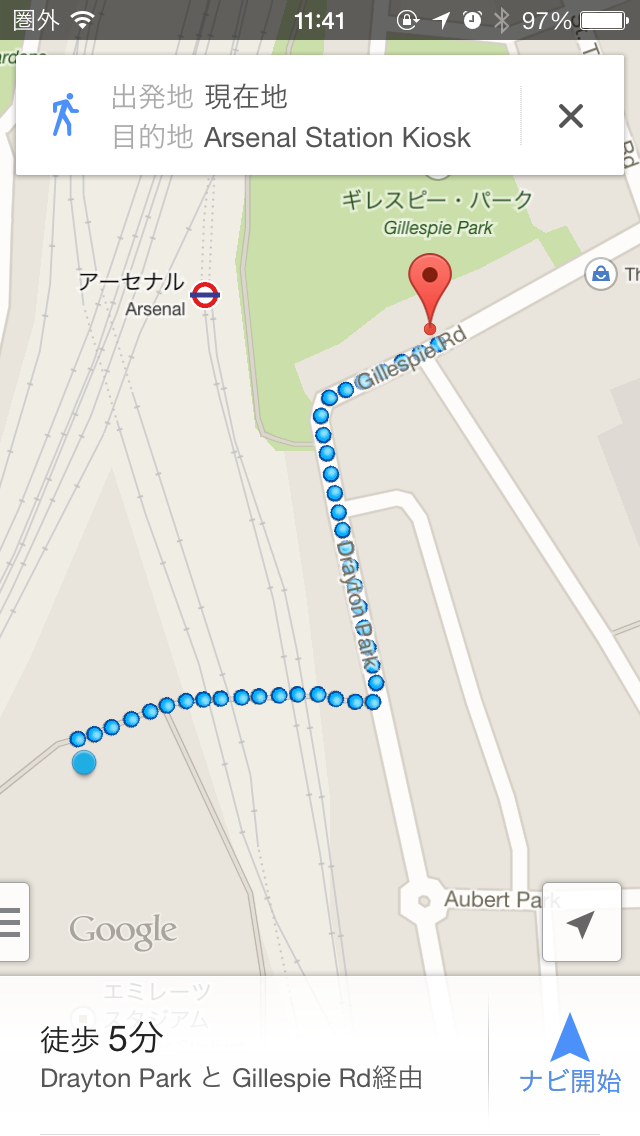 圏外 11:41 97%
出発地 現在地
目的地 Arsenal Station Kiosk
Rd
ギレスピー・パーク
Gillespie Park
アーセナル
Arsenal
Th
Gillespie Rd
Drayton Park
Aubert Park
Google
エミレーツ
スタジアム
徒歩 5分
Drayton Park と Gillespie Rd経由
ナビ開始